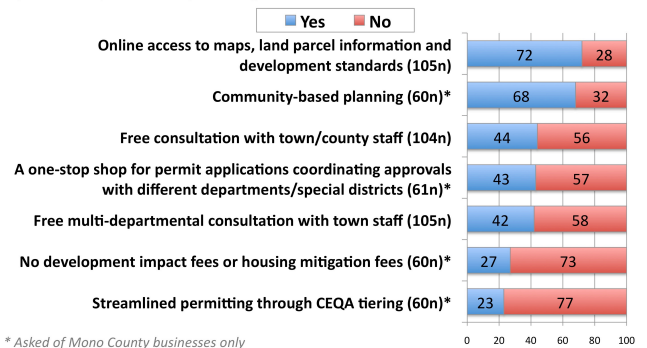 Yes No
Online access to maps, land parcel information and
development standards (105n)
72 28
Community-based planning (60n)*
68 32
Free consultation with town/county staff (104n)
44 56
A one-stop shop for permit applications coordinating approvals
with different departments/special districts (61n)*
43 57
Free multi-departmental consultation with town staff (105n)
42 58
No development impact fees or housing mitigation fees (60n)*
27 73
Streamlined permitting through CEQA tiering (60n)*
23 77
0 20 40 60 80 100
* Asked of Mono County businesses only